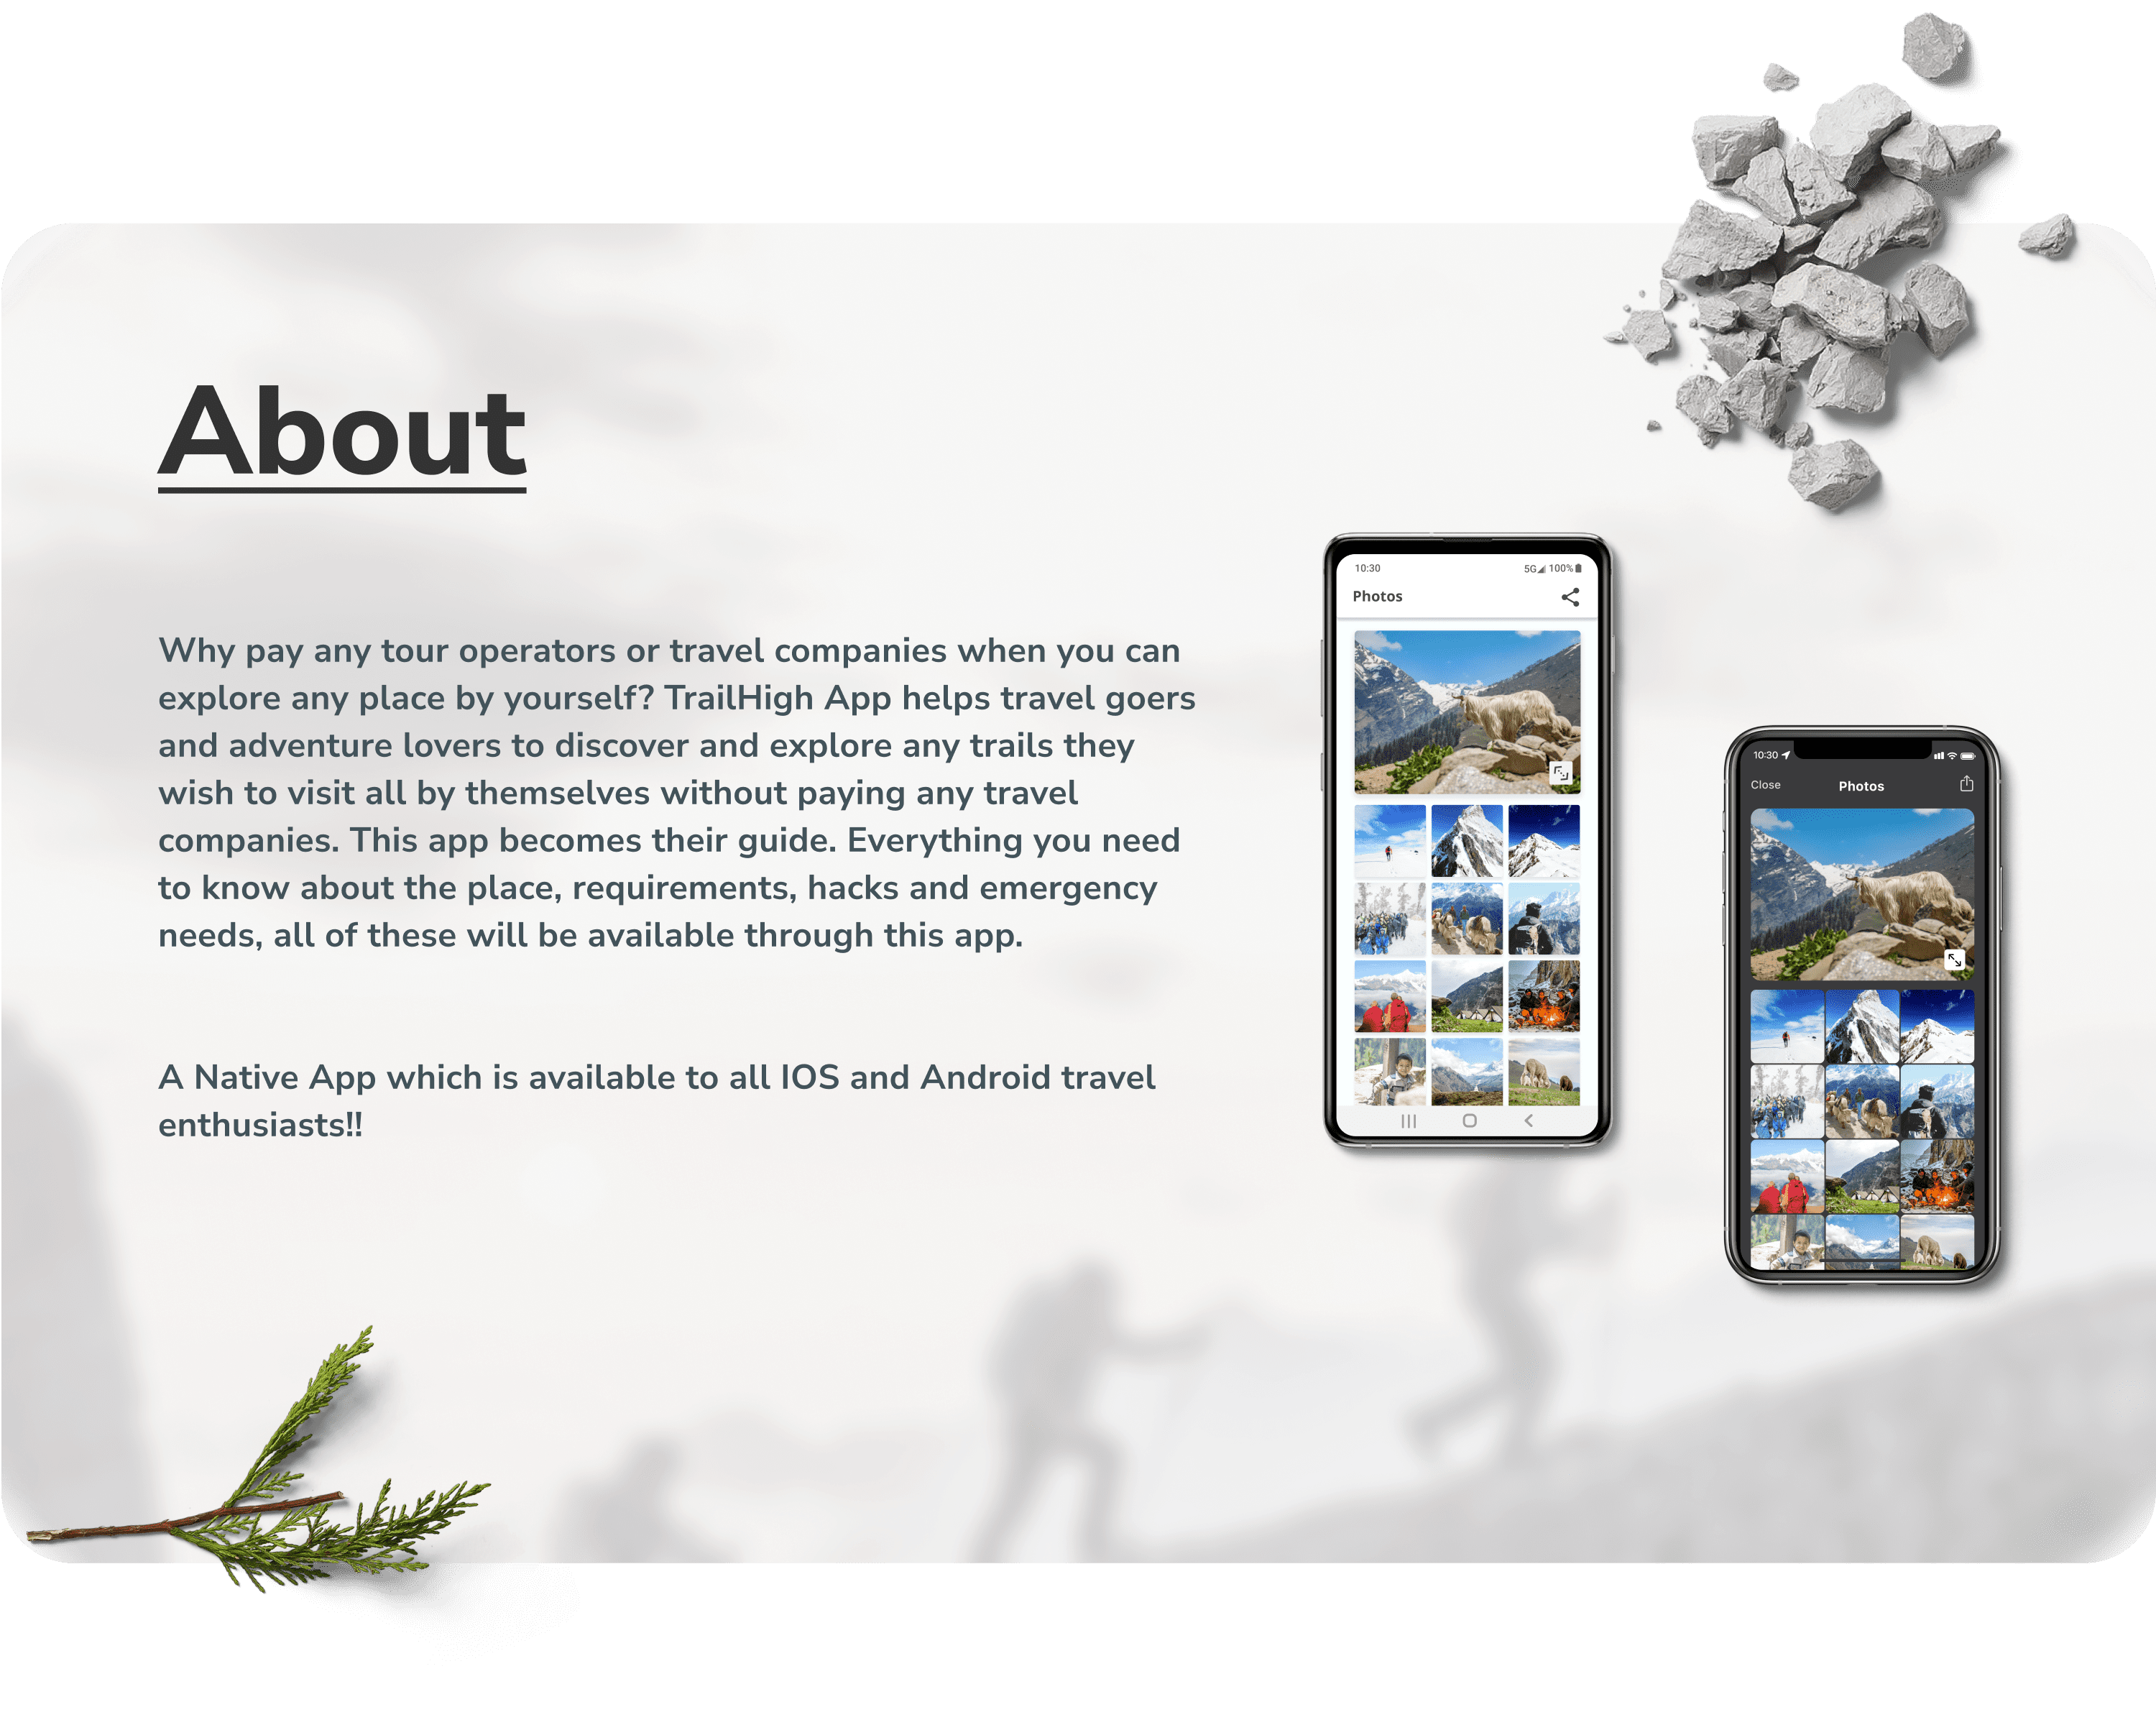 About
Why pay any tour operators or travel companies when you can
explore any place by yourself? TrailHigh App helps travel goers
and adventure lovers to discover and explore any trails they
wish to visit all by themselves without paying any travel
companies. This app becomes their guide. Everything you need
to know about the place, requirements, hacks and emergency
needs, all of these will be available through this app.
A Native App which is available to all IOS and Android travel
enthusiasts!!
10:30
5G 100%
Photos
10:30
Close
Photos